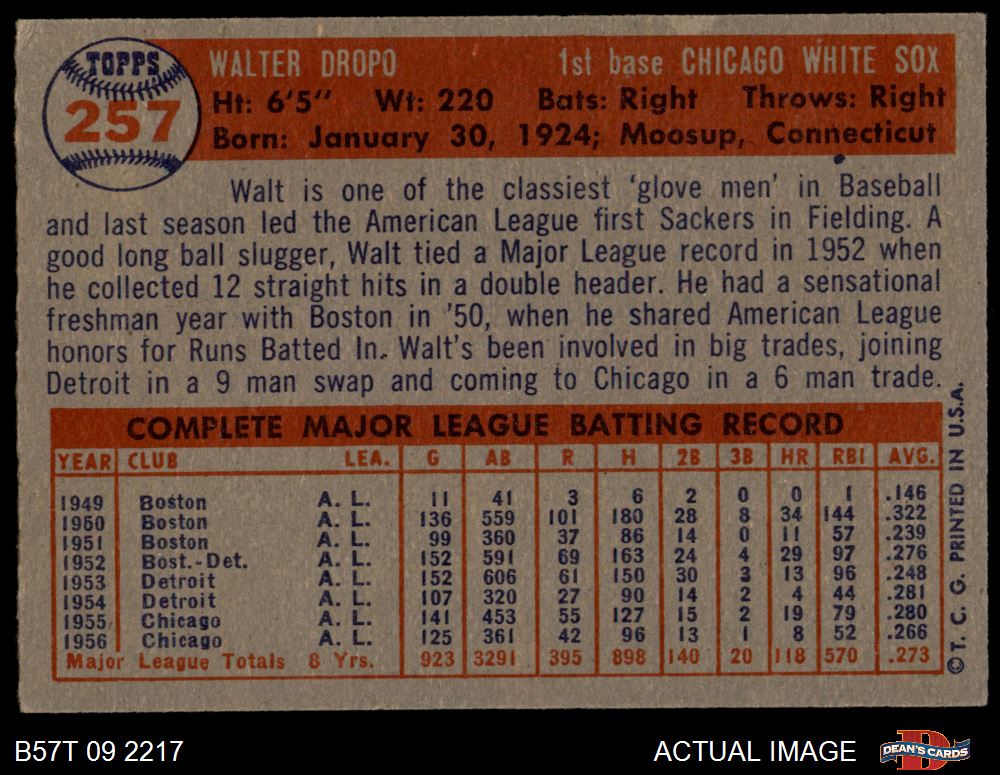 TOPPS
257
WALTER DROPO 1st base CHICAGO WHITE SOX
Ht: 6'5" Wt: 220 Bats: Right Throws: Right
Born: January 30, 1924; Moosup, Connecticut
Walt is one of the classiest 'glove men' in Baseball
and last season led the American League first Sackers in Fielding. A
good long ball slugger, Walt tied a Major League record in 1952 when
he collected 12 straight hits in a double header. He had a sensational
freshman year with Boston in '50, when he shared American League
honors for Runs Batted In. Walt's been involved in big trades, joining
Detroit in a 9 man swap and coming to Chicago in a 6 man trade.
COMPLETE MAJOR LEAGUE BATTING RECORD
YEAR CLUB LEA. G AB R H 2B 3B HR RBI AVG.
1949 Boston A. L. 11 41 3 6 2 0 0 1 .146
1950 Boston A. L. 136 559 101 180 28 8 34 144 .322
1951 Boston A. L. 99 360 37 86 14 0 11 57 .239
1952 Bost.-Det. A. L. 152 591 69 163 24 4 29 97 .276
1953 Detroit A. L. 152 606 61 150 30 3 13 96 .248
1954 Detroit A. L. 107 320 27 90 14 2 4 44 .281
1955 Chicago A. L. 141 453 55 127 15 2 19 79 .280
1956 Chicago A. L. 125 361 42 96 13 1 8 52 .266
Major League Totals 8 Yrs. 923 3291 395 898 140 20 118 570 .273
©T. C. G. PRINTED IN U.S.A.
B57T 09 2217 ACTUAL IMAGE DEAN'S CARDS